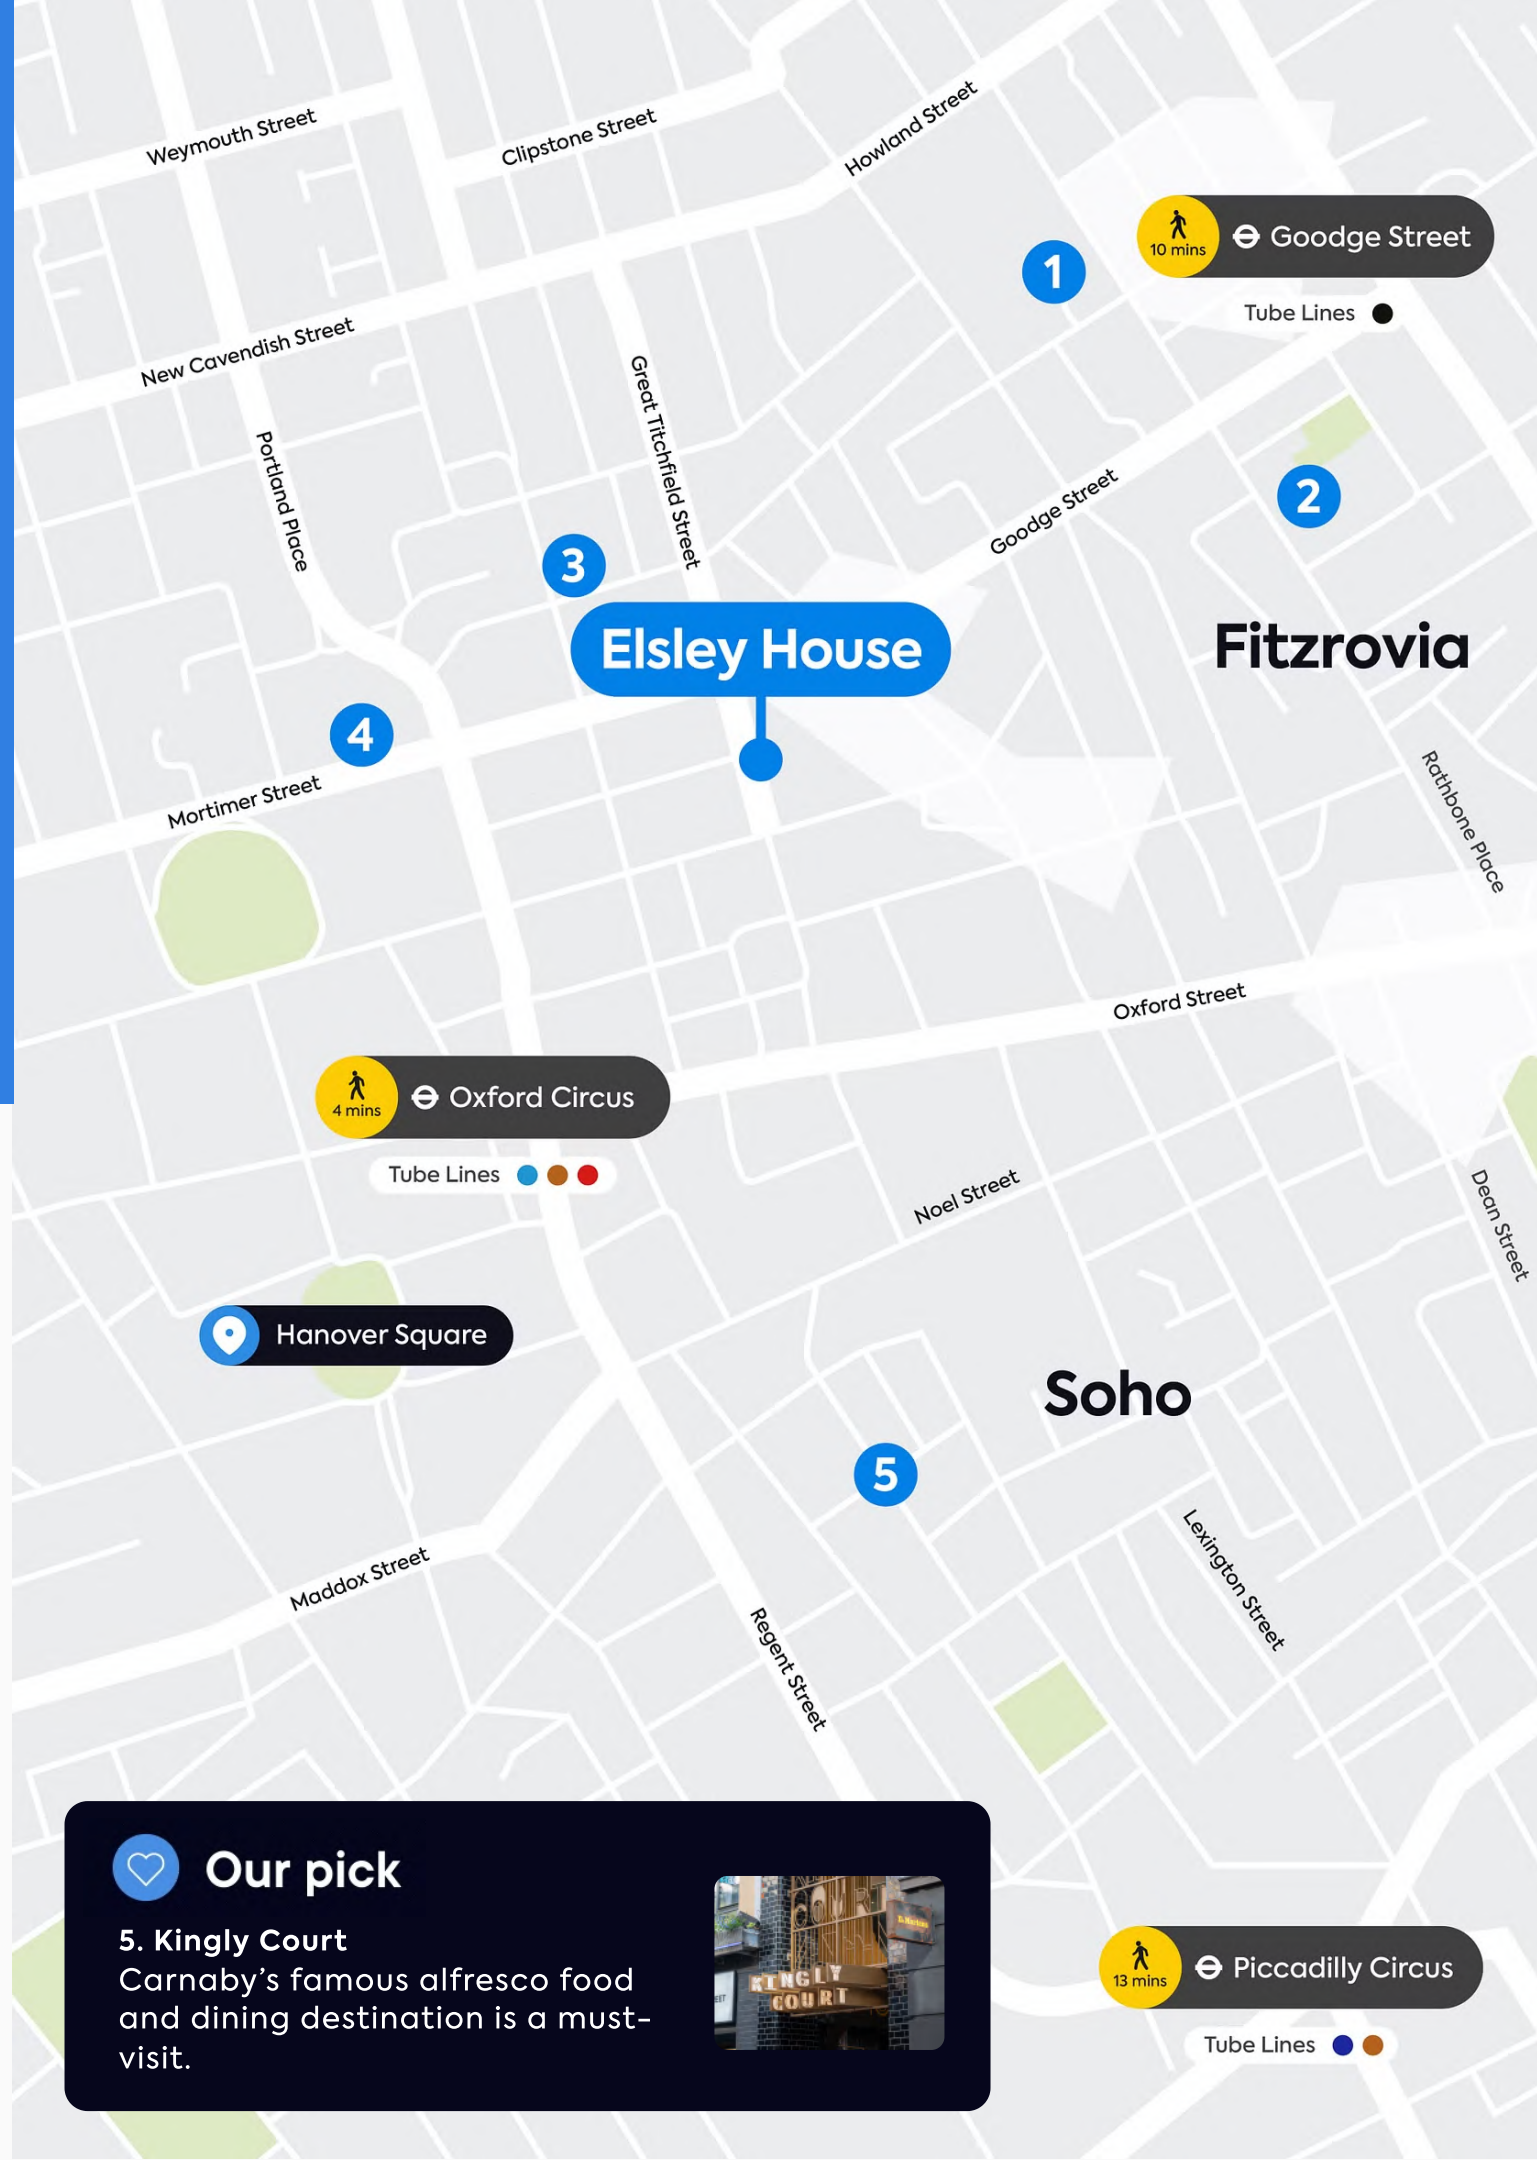 Weymouth Street
Clipstone Street
Howland Street
10 mins
Goodge Street
Tube Lines
1
New Cavendish Street
Great Titchfield Street
Portland Place
2
Goodge Street
3
Elsley House
Fitzrovia
4
Mortimer Street
Rathbone Place
Oxford Street
4 mins
Oxford Circus
Tube Lines
Noel Street
Dean Street
Hanover Square
Soho
5
Lexington Street
Maddox Street
Regent Street
Our pick
5. Kingly Court
Carnaby’s famous alfresco food
and dining destination is a must-
visit.
COURT
KINGLY
COURT
13 mins
Piccadilly Circus
Tube Lines